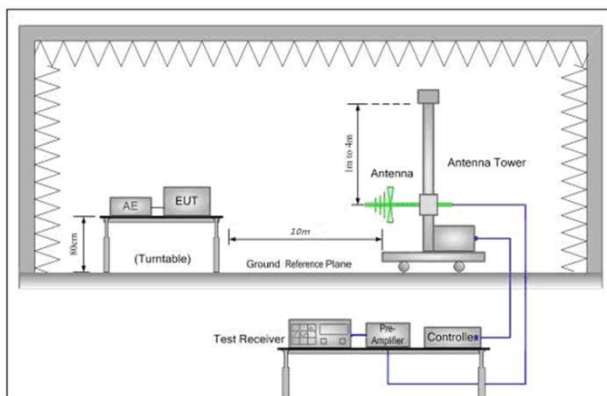 1m to 4m
Antenna
Antenna Tower
AE
EUT
80cm
(Turntable)
10m
Ground Reference Plane
Test Receiver
Pre-
Amplifier
Controller